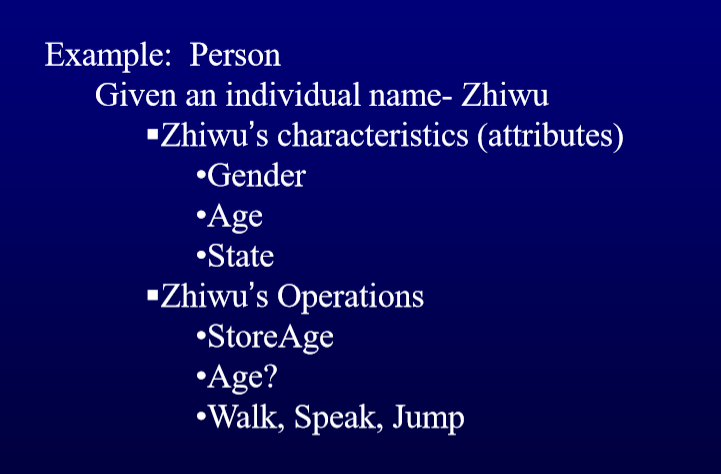 Example:  Person
Given an individual name- Zhiwu
▪Zhiwu’s characteristics (attributes)
•Gender
•Age
•State
▪Zhiwu’s Operations
•StoreAge
•Age?
•Walk, Speak, Jump